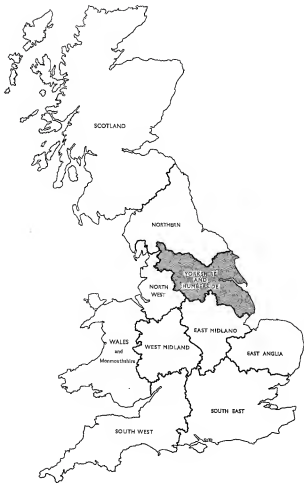 SCOTLAND
NORTHERN
YORKSHIRE
AND
HUMBERSIDE
NORTH
WEST
EAST MIDLAND
WALES
and
Monmouthshire
WEST MIDLAND
EAST ANGLIA
SOUTH EAST
SOUTH WEST